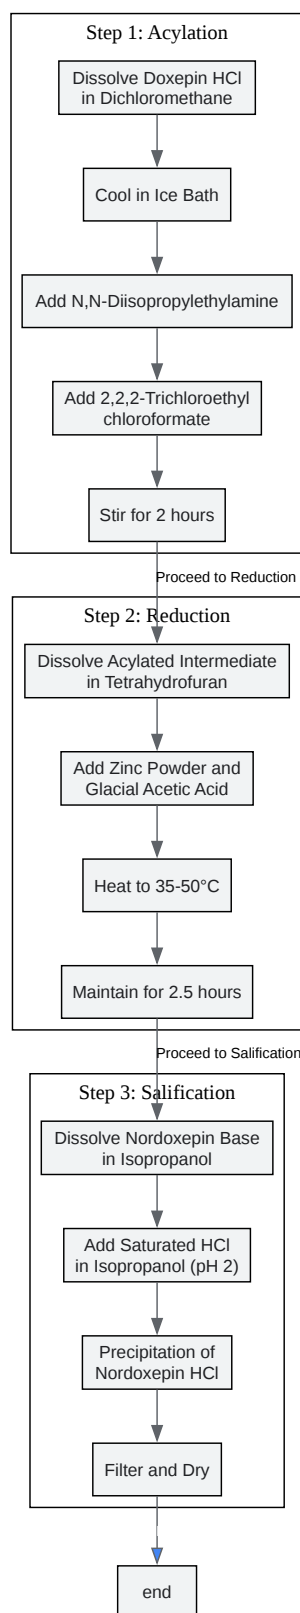 Step 1: Acylation
Dissolve Doxepin HCl
in Dichloromethane
Cool in Ice Bath
Add N,N-Diisopropylethylamine
Add 2,2,2-Trichloroethyl
chloroformate
Stir for 2 hours
Proceed to Reduction
Step 2: Reduction
Dissolve Acylated Intermediate
in Tetrahydrofuran
Add Zinc Powder and
Glacial Acetic Acid
Heat to 35-50°C
Maintain for 2.5 hours
Proceed to Salification
Step 3: Salification
Dissolve Nordoxepin Base
in Isopropanol
Add Saturated HCl
in Isopropanol (pH 2)
Precipitation of
Nordoxepin HCl
Filter and Dry
end